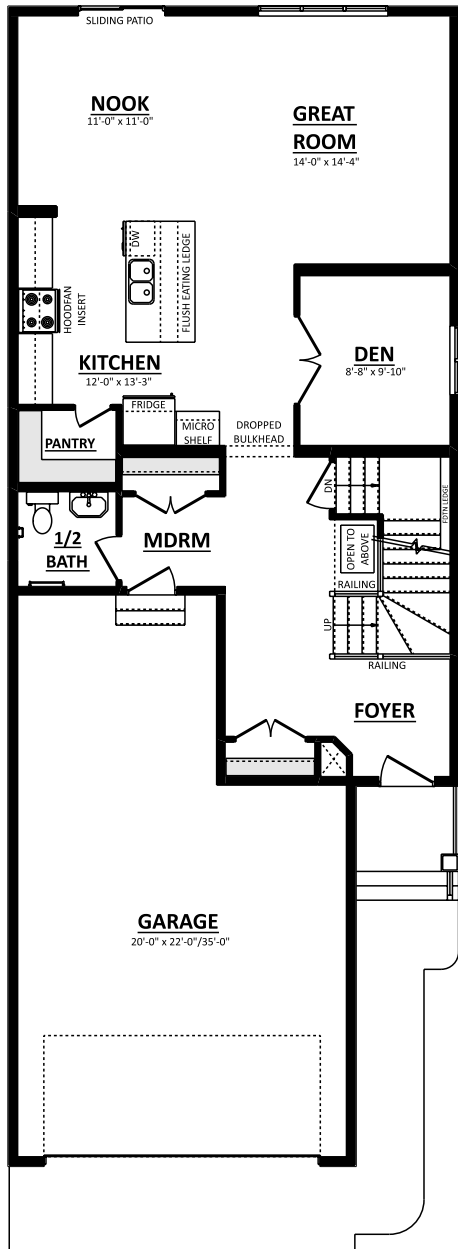 SLIDING PATIO
NOOK
11'-0" x 11'-0"
GREAT
ROOM
14'-0" x 14'-4"
DW
FLUSH EATING LEDGE
HOODFAN
INSERT
DEN
8'-8" x 9'-10"
KITCHEN
12'-0" x 13'-3"
FRIDGE
MICRO
SHELF
DROPPED
BULKHEAD
PANTRY
DN
FDTN LEDGE
1/2
BATH
MDRM
OPEN TO
ABOVE
RAILING
UP
RAILING
FOYER
GARAGE
20'-0" x 22'-0"/35'-0"